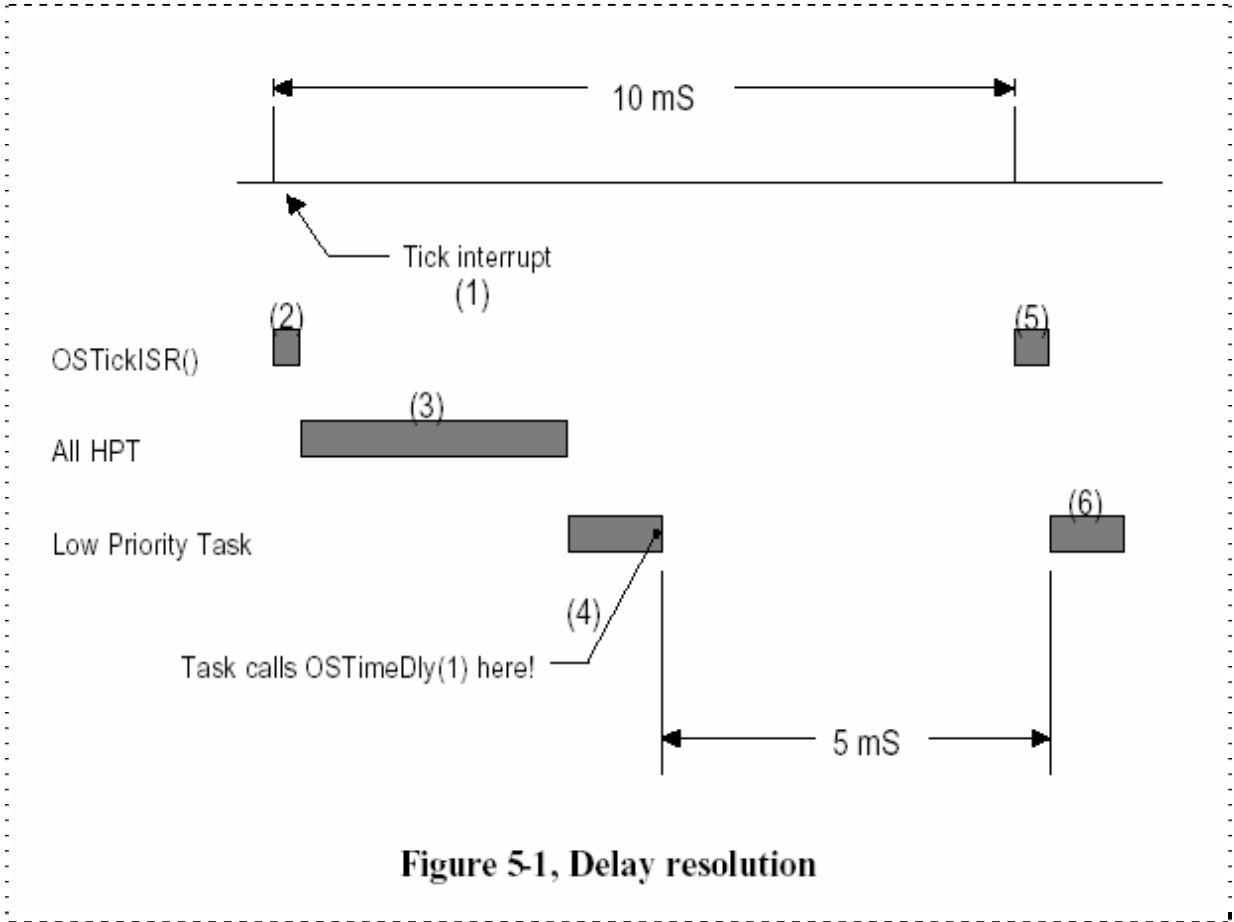 10 mS
Tick interrupt
(1)
(2)
(5)
OSTickISR()
(3)
All HPT
(6)
Low Priority Task
(4)
Task calls OSTimeDly(1) here!
5 mS
Figure 5-1, Delay resolution